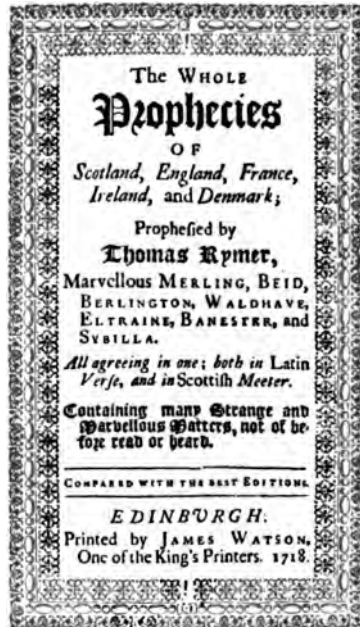 The WHOLE
Prophecies
OF
Scotland, England, France,
Ireland, and Denmark;
Prophesied by
Thomas Rymer,
Marvellous MERLING, BEID,
BERLINGTON, WALDHAVE,
ELTRAINE, BANESTER, and
SYBILLA.
All agreeing in one; both in Latin
Verse, and in Scottish Meeter.
Containing many Strange and
Marvellous Matters, not of be-
fore read or heard.
COMPARED WITH THE BEST EDITIONS.
EDINBVRGH:
Printed by JAMES WATSON,
One of the King's Printers. 1718.